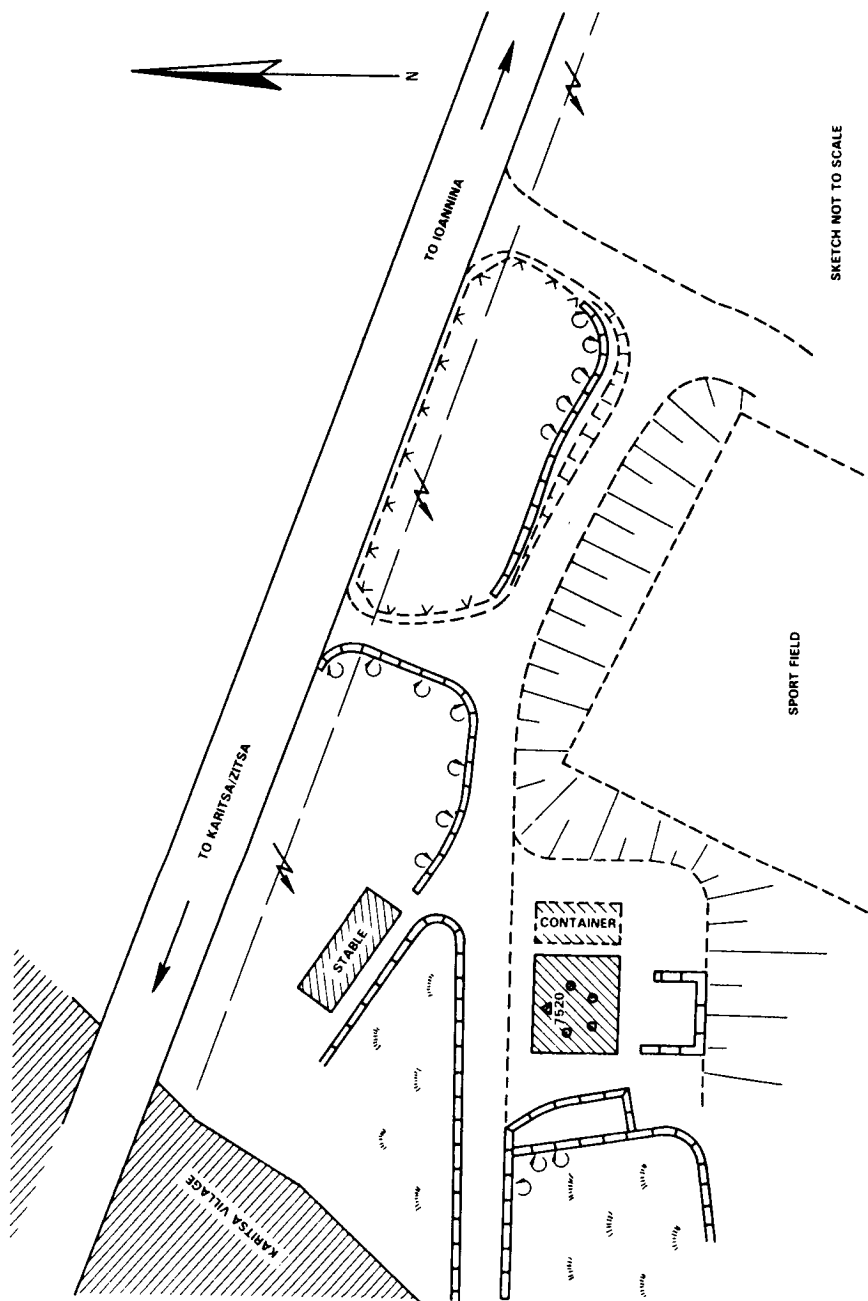 N
TO IOANNINA
TO KARITSA/ZITSA
STABLE
CONTAINER
7520
KARITSA VILLAGE
SPORT FIELD
SKETCH NOT TO SCALE